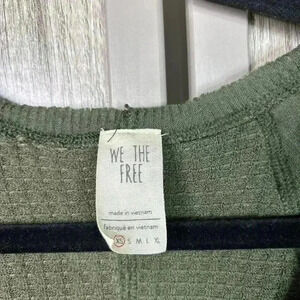 WE THE
FREE
made in vietnam
fabriqué en vietnam
XS S M L XL